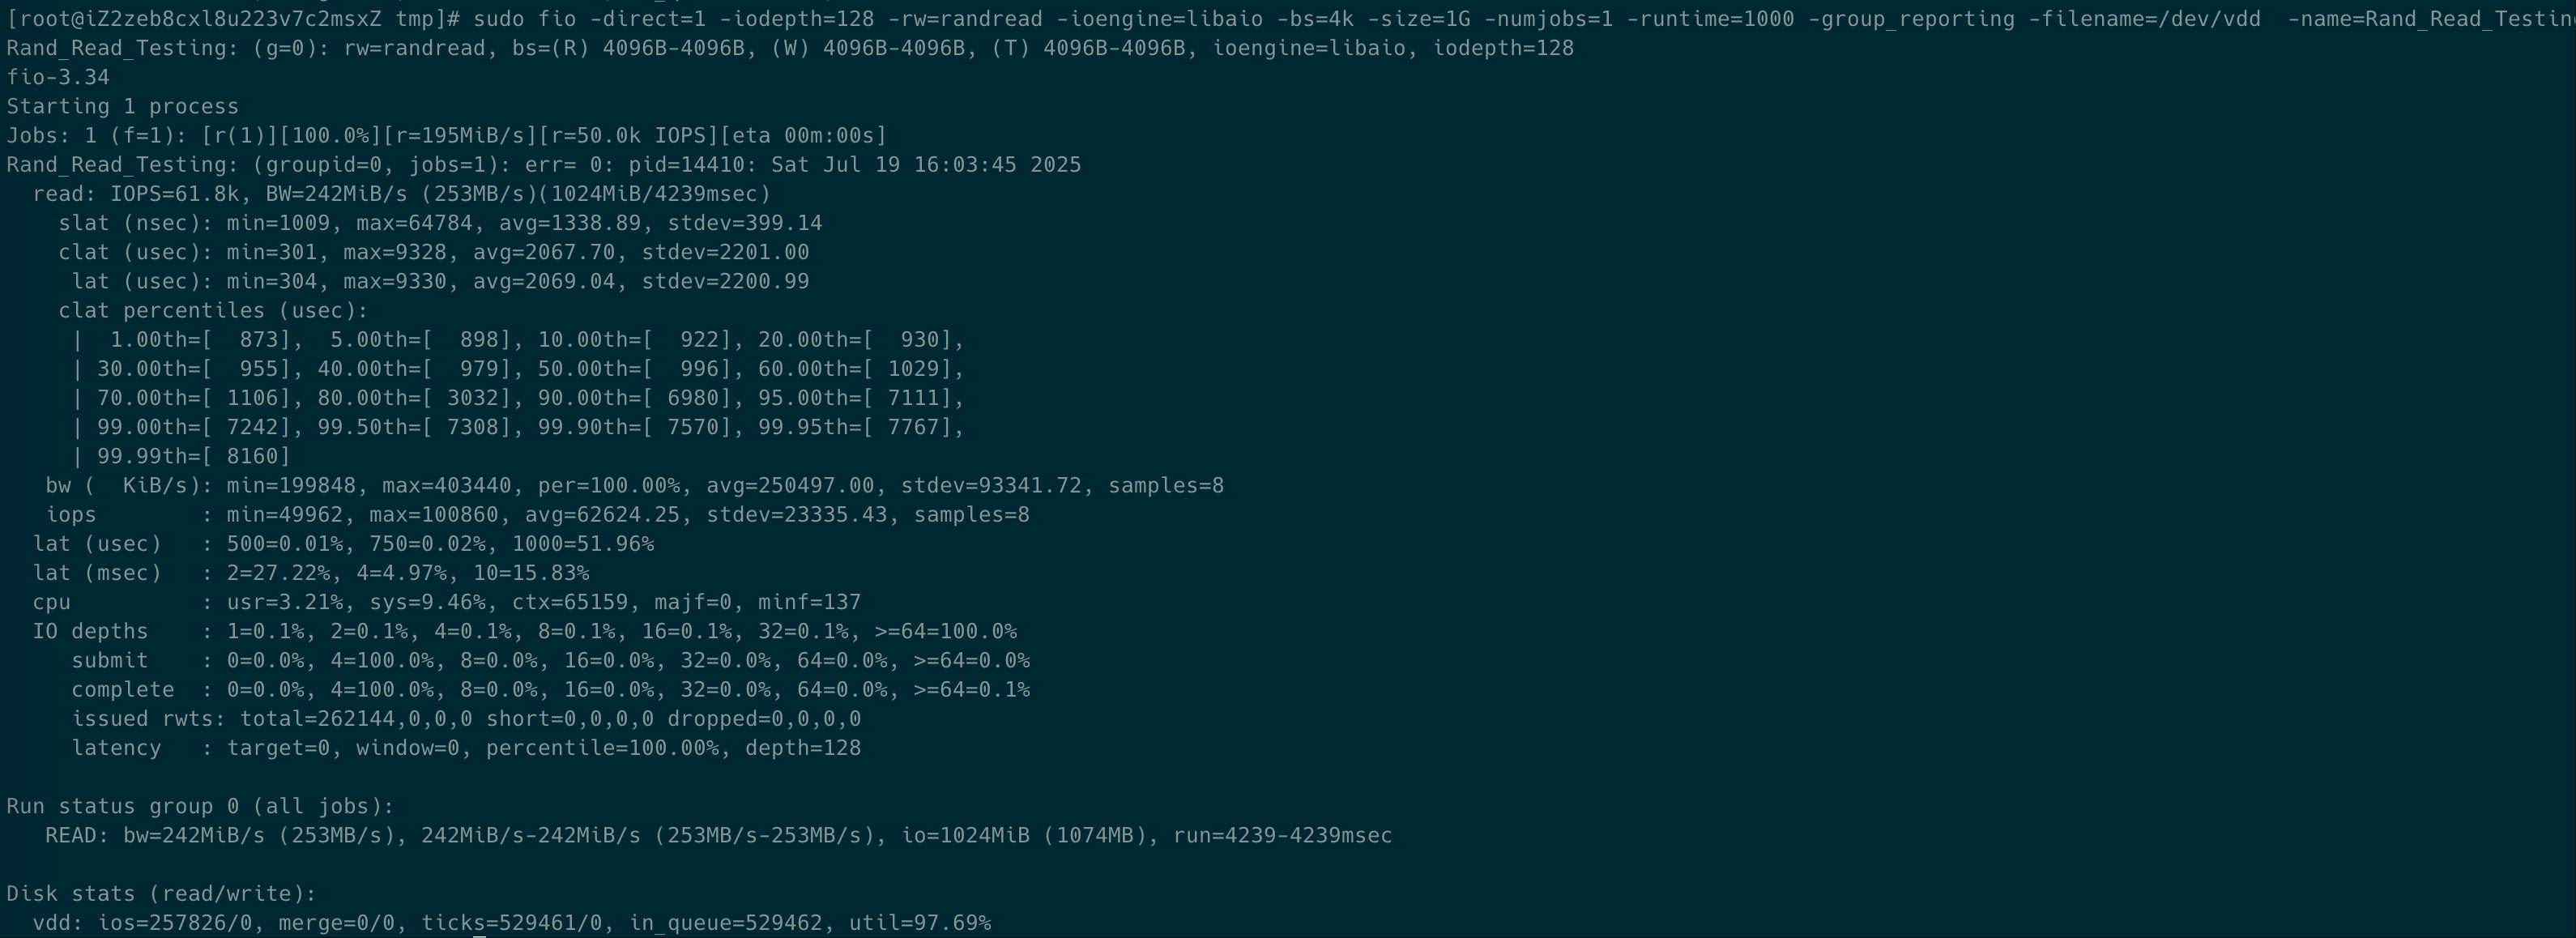 [root@iZ2zeb8cxl8u223v7c2msxZ tmp]# sudo fio -direct=1 -iodepth=128 -rw=randread -ioengine=libaio -bs=4k -size=1G -numjobs=1 -runtime=1000 -group_reporting -filename=/dev/vdd  -name=Rand_Read_Testin
Rand_Read_Testing: (g=0): rw=randread, bs=(R) 4096B-4096B, (W) 4096B-4096B, (T) 4096B-4096B, ioengine=libaio, iodepth=128
fio-3.34
Starting 1 process
Jobs: 1 (f=1): [r(1)][100.0%][r=195MiB/s][r=50.0k IOPS][eta 00m:00s]
Rand_Read_Testing: (groupid=0, jobs=1): err= 0: pid=14410: Sat Jul 19 16:03:45 2025
  read: IOPS=61.8k, BW=242MiB/s (253MB/s)(1024MiB/4239msec)
    slat (nsec): min=1009, max=64784, avg=1338.89, stdev=399.14
    clat (usec): min=301, max=9328, avg=2067.70, stdev=2201.00
     lat (usec): min=304, max=9330, avg=2069.04, stdev=2200.99
    clat percentiles (usec):
     |  1.00th=[  873],  5.00th=[  898], 10.00th=[  922], 20.00th=[  930],
     | 30.00th=[  955], 40.00th=[  979], 50.00th=[  996], 60.00th=[ 1029],
     | 70.00th=[ 1106], 80.00th=[ 3032], 90.00th=[ 6980], 95.00th=[ 7111],
     | 99.00th=[ 7242], 99.50th=[ 7308], 99.90th=[ 7570], 99.95th=[ 7767],
     | 99.99th=[ 8160]
   bw (  KiB/s): min=199848, max=403440, per=100.00%, avg=250497.00, stdev=93341.72, samples=8
   iops        : min=49962, max=100860, avg=62624.25, stdev=23335.43, samples=8
  lat (usec)   : 500=0.01%, 750=0.02%, 1000=51.96%
  lat (msec)   : 2=27.22%, 4=4.97%, 10=15.83%
  cpu          : usr=3.21%, sys=9.46%, ctx=65159, majf=0, minf=137
  IO depths    : 1=0.1%, 2=0.1%, 4=0.1%, 8=0.1%, 16=0.1%, 32=0.1%, >=64=100.0%
     submit    : 0=0.0%, 4=100.0%, 8=0.0%, 16=0.0%, 32=0.0%, 64=0.0%, >=64=0.0%
     complete  : 0=0.0%, 4=100.0%, 8=0.0%, 16=0.0%, 32=0.0%, 64=0.0%, >=64=0.1%
     issued rwts: total=262144,0,0,0 short=0,0,0,0 dropped=0,0,0,0
     latency   : target=0, window=0, percentile=100.00%, depth=128

Run status group 0 (all jobs):
   READ: bw=242MiB/s (253MB/s), 242MiB/s-242MiB/s (253MB/s-253MB/s), io=1024MiB (1074MB), run=4239-4239msec

Disk stats (read/write):
  vdd: ios=257826/0, merge=0/0, ticks=529461/0, in_queue=529462, util=97.69%